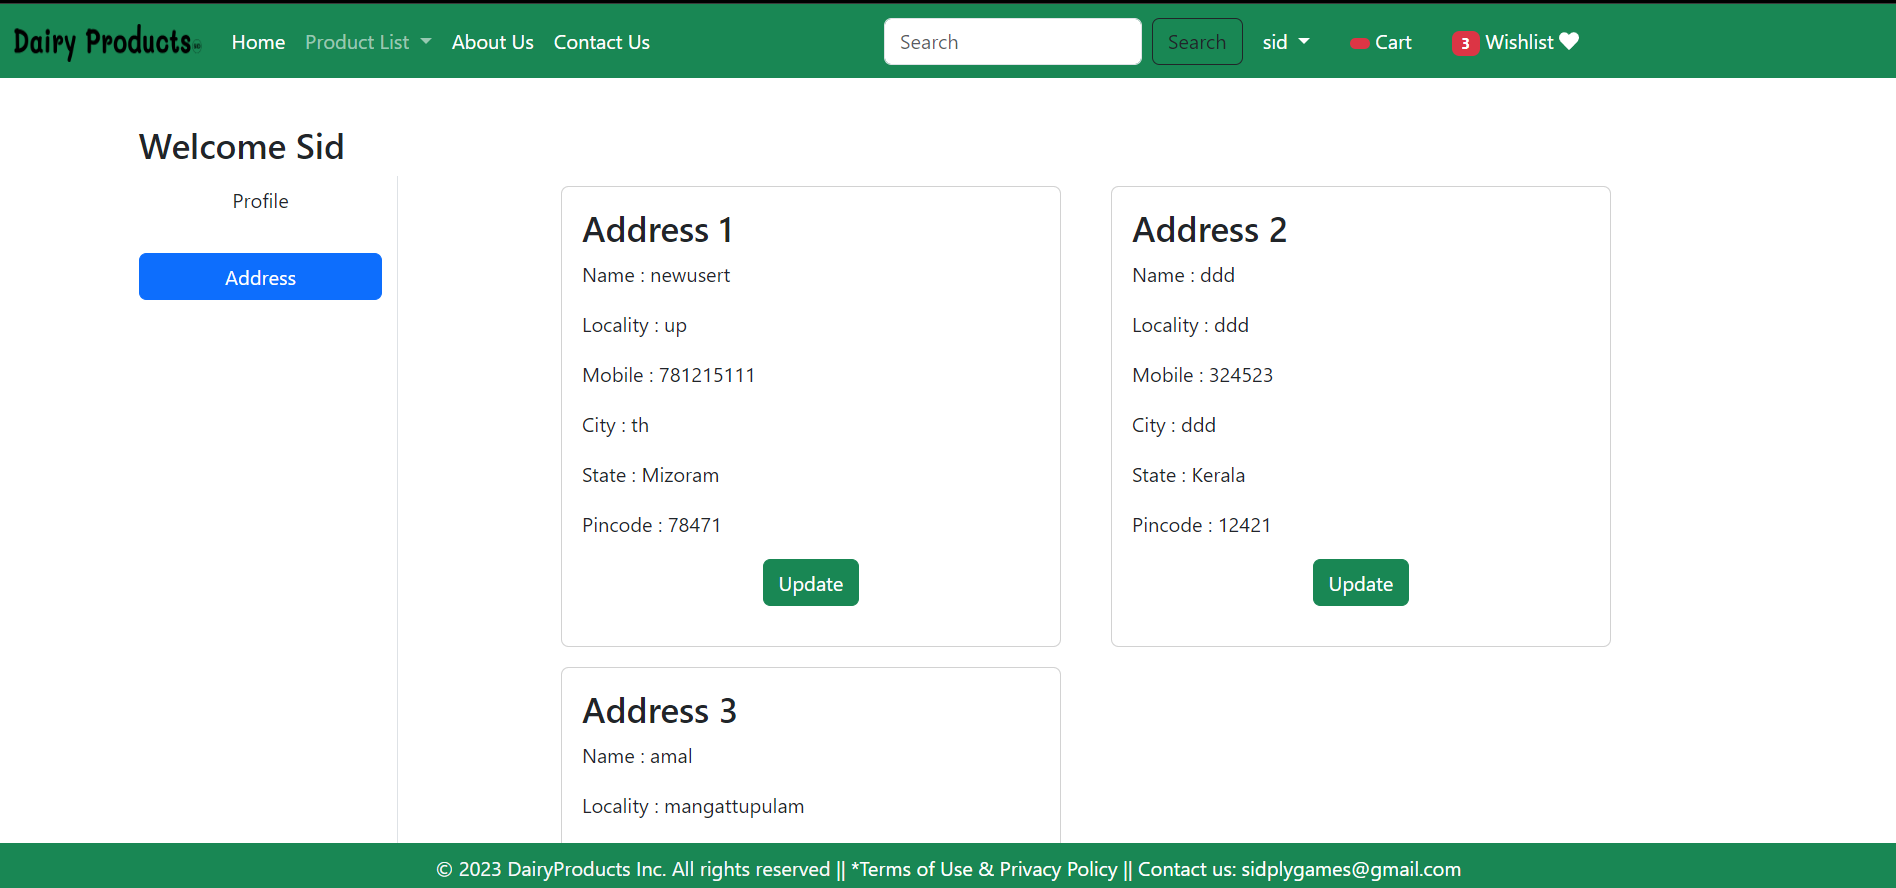 Dairy Products Home Product List About Us Contact Us Search Search sid Cart 3 Wishlist
Welcome Sid
Profile
Address
Address 1
Name : newusert
Locality : up
Mobile : 781215111
City : th
State : Mizoram
Pincode : 78471
Update
Address 2
Name : ddd
Locality : ddd
Mobile : 324523
City : ddd
State : Kerala
Pincode : 12421
Update
Address 3
Name : amal
Locality : mangattupulam
© 2023 DairyProducts Inc. All rights reserved || *Terms of Use & Privacy Policy || Contact us: sidplygames@gmail.com